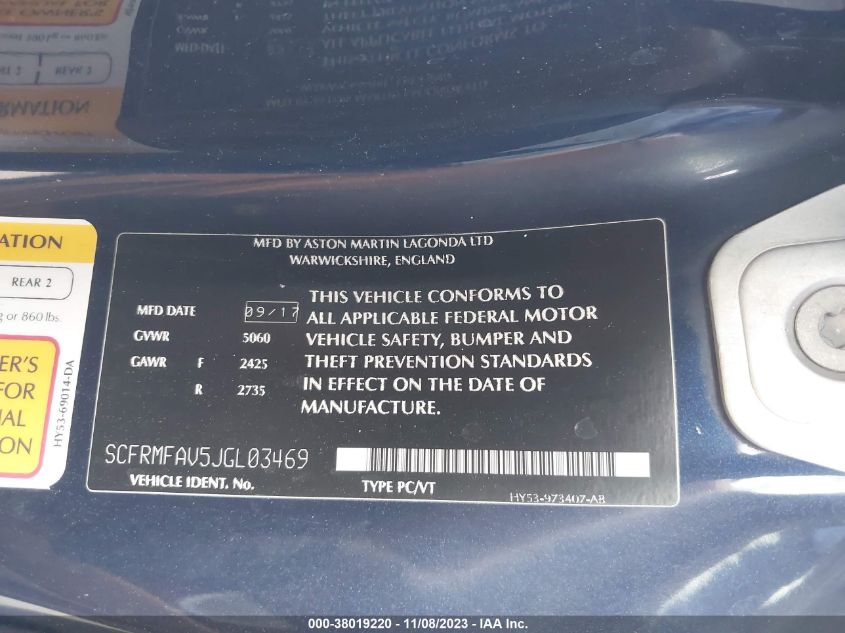 ATION
REAR 2
g or 860 lbs.
ER'S
FOR
NAL
ION
HY53-69014-DA
MFD BY ASTON MARTIN LAGONDA LTD
WARWICKSHIRE, ENGLAND
MFD DATE 09/17
GVWR 5060
GAWR F 2425
R 2735
THIS VEHICLE CONFORMS TO
ALL APPLICABLE FEDERAL MOTOR
VEHICLE SAFETY, BUMPER AND
THEFT PREVENTION STANDARDS
IN EFFECT ON THE DATE OF
MANUFACTURE.
SCFRMFAV5JGL03469
VEHICLE IDENT. No.
TYPE PC/VT
HY53-973407-AB
000-38019220 - 11/08/2023 - IAA Inc.